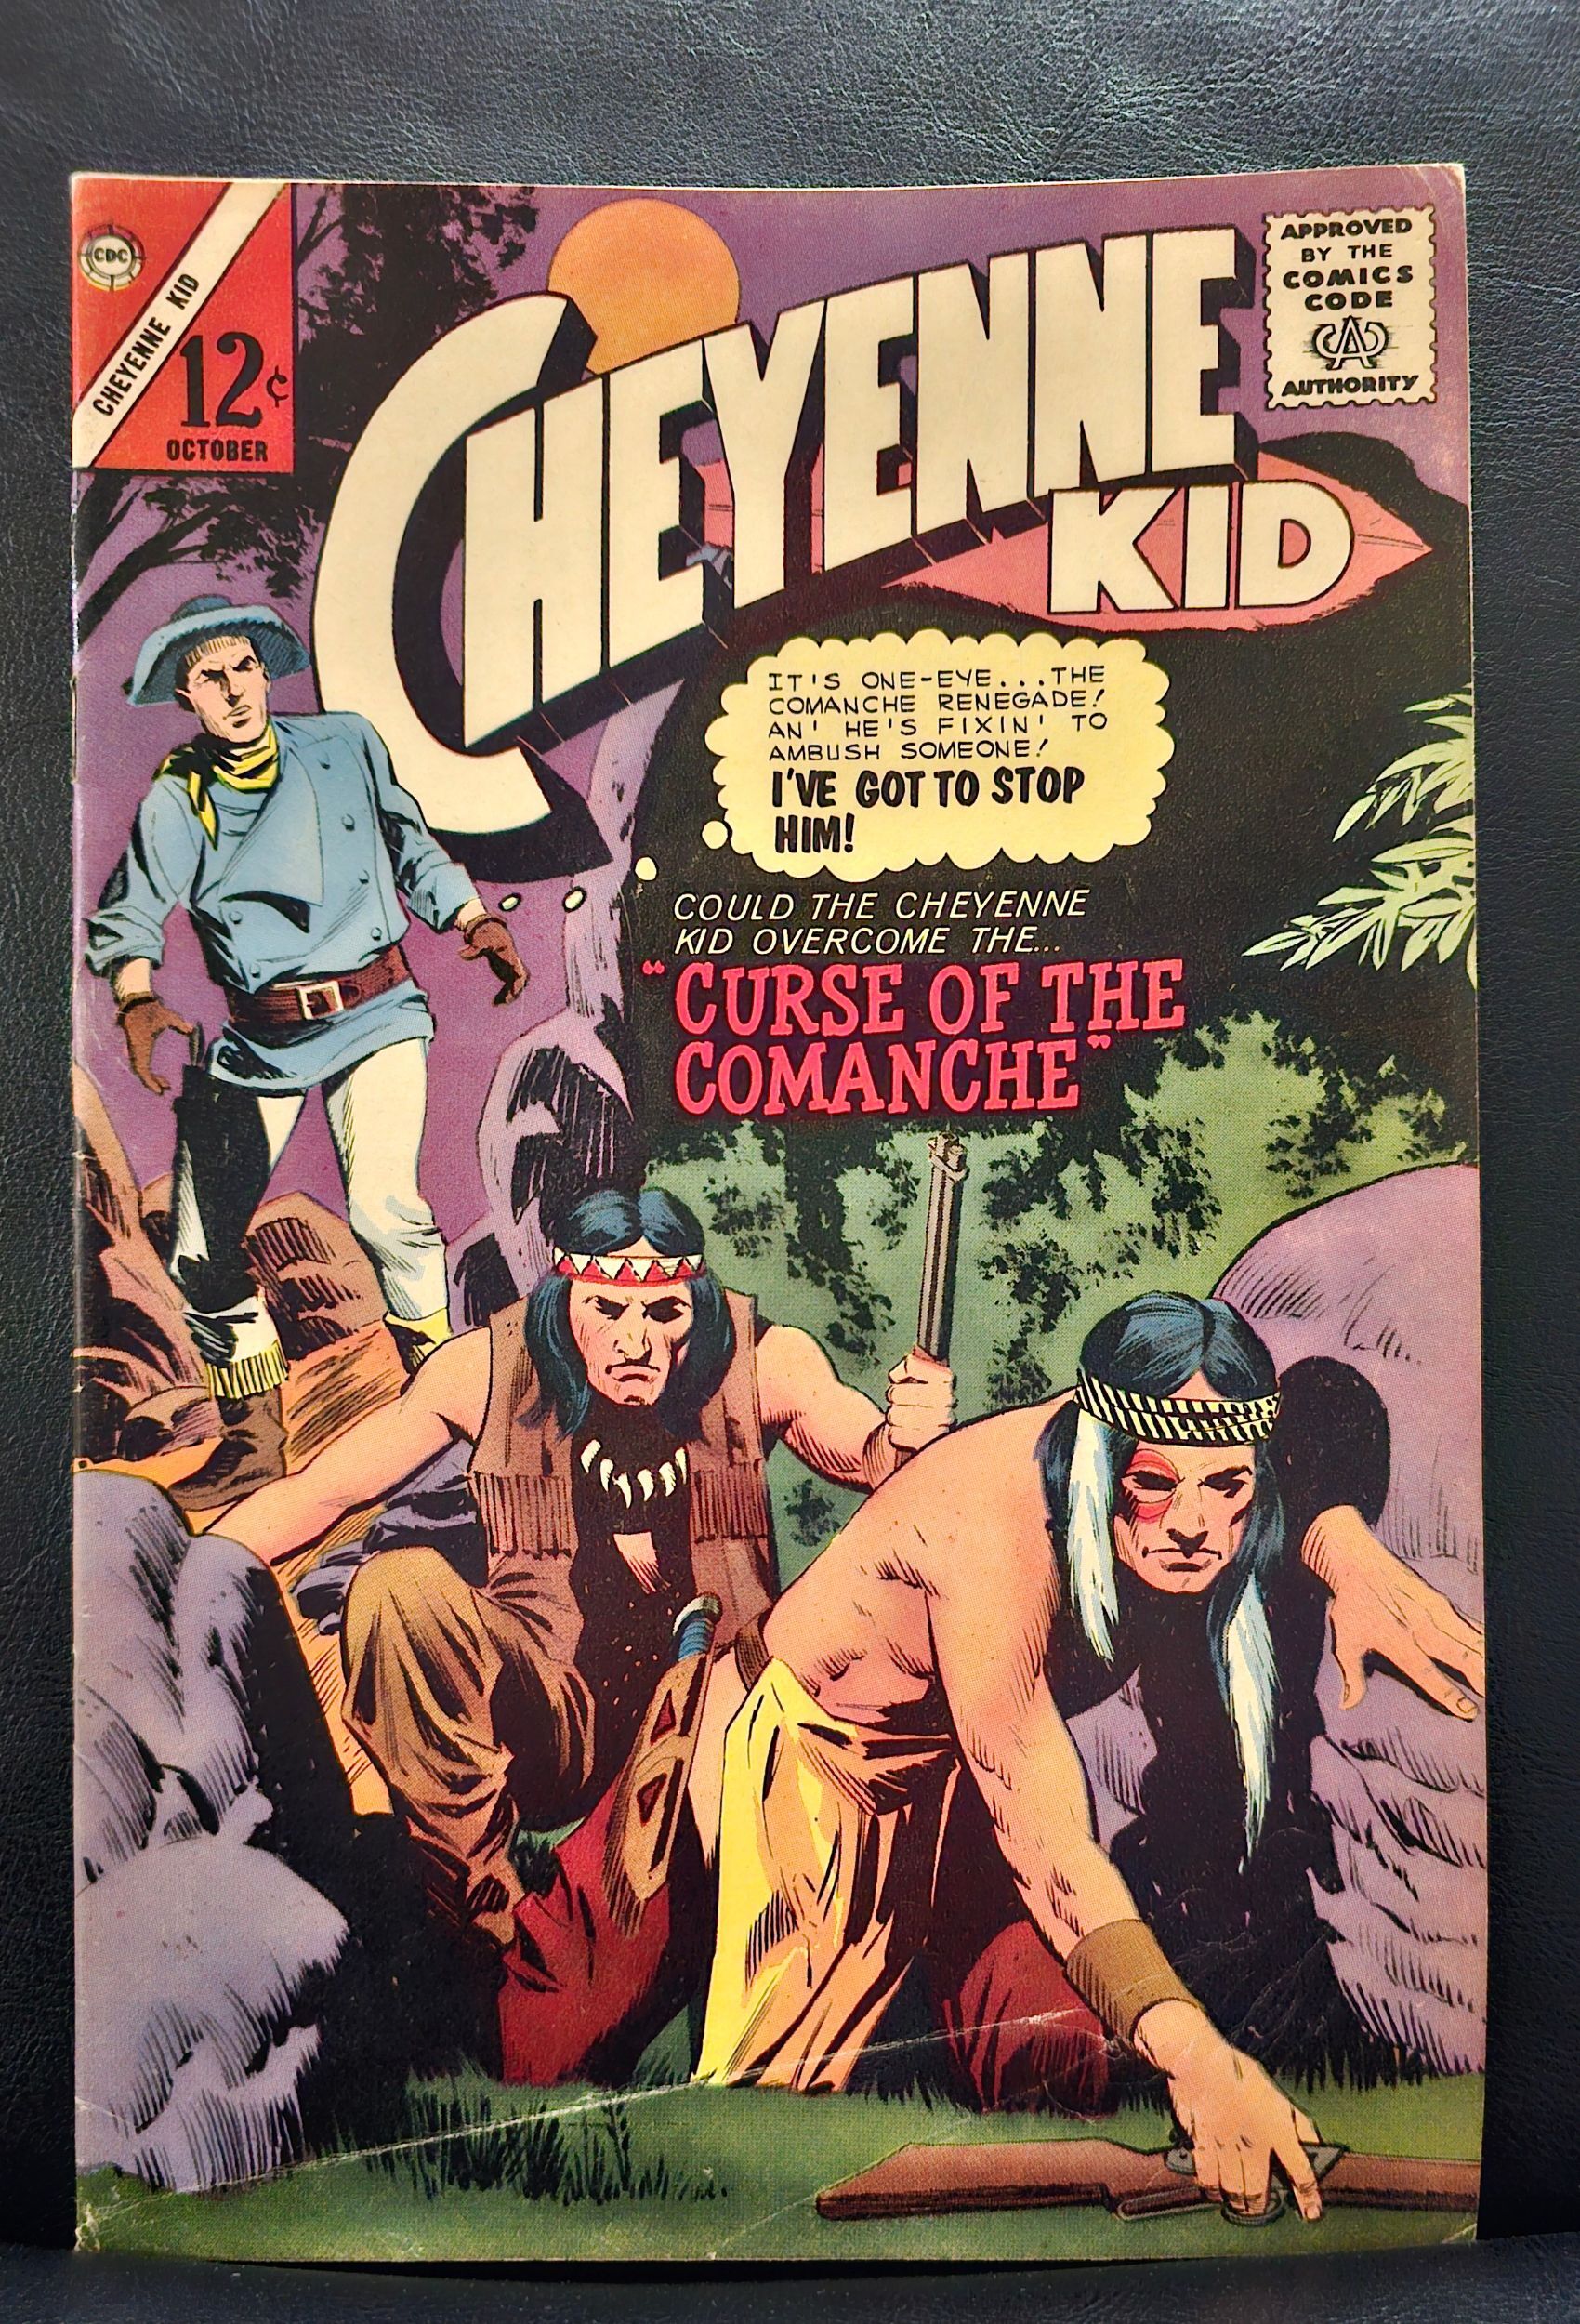 CDC
CHEYENNE KID
12¢
OCTOBER
CHEYENNE
KID
APPROVED
BY THE
COMICS
CODE
CA
AUTHORITY
IT'S ONE-EYE...THE
COMANCHE RENEGADE!
AN' HE'S FIXIN' TO
AMBUSH SOMEONE!
I'VE GOT TO STOP
HIM!
COULD THE CHEYENNE
KID OVERCOME THE...
"CURSE OF THE
COMANCHE"